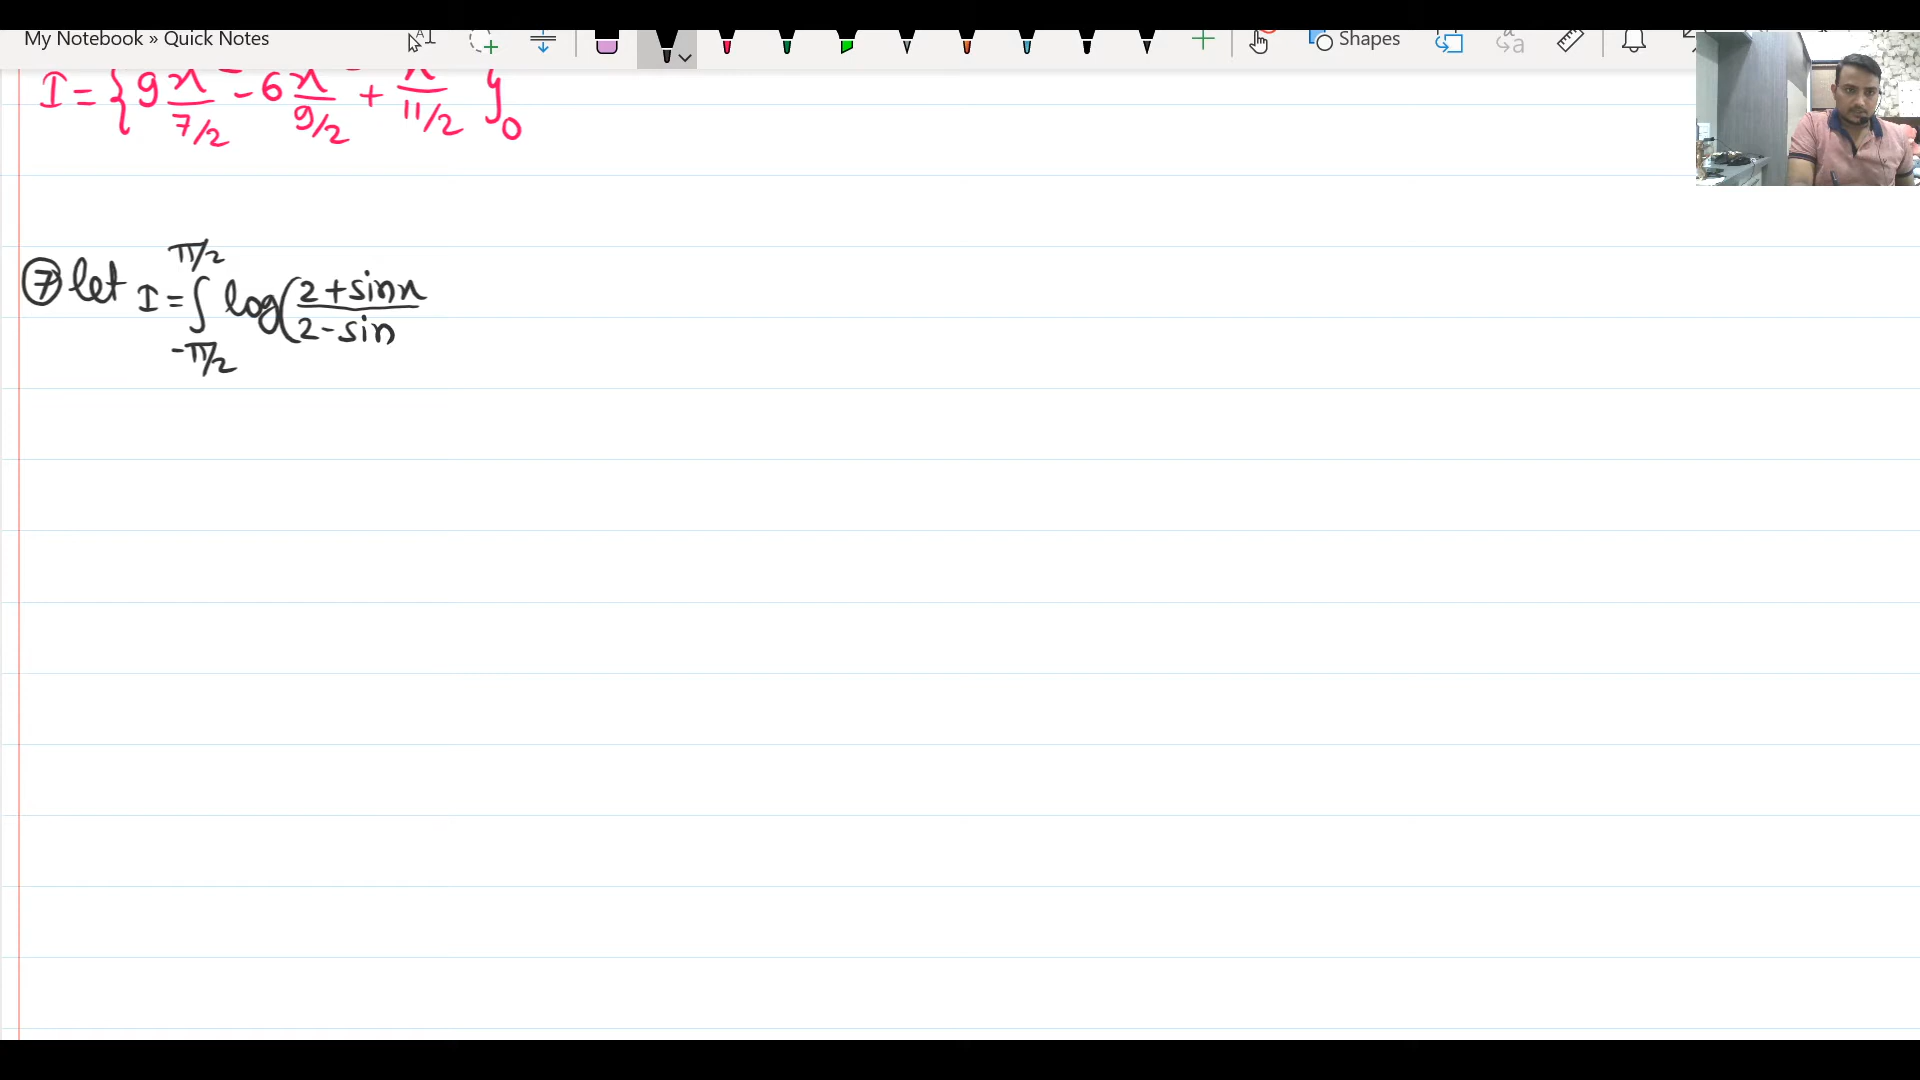 My Notebook » Quick Notes
Shapes
I = { 9 x / 7/2 - 6 x / 9/2 + x / 11/2 }0
⑦ let I = ∫ -π/2 π/2 log( 2+sinx / 2-sin